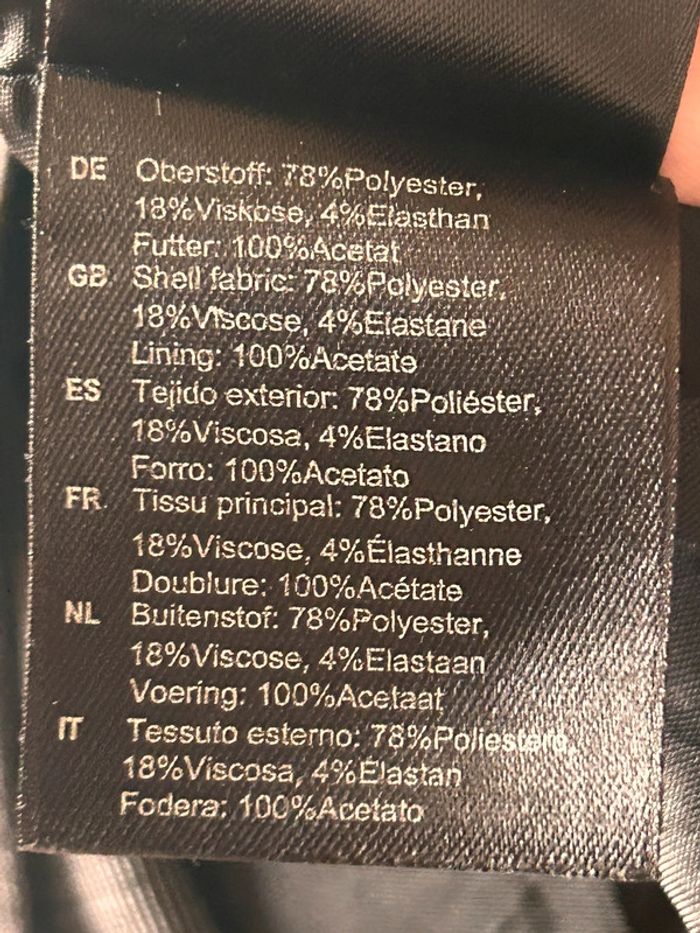 DE Oberstoff: 78%Polyester,
18%Viskose, 4%Elasthan
Futter: 100%Acetat
GB Shell fabric: 78%Polyester,
18%Viscose, 4%Elastane
Lining: 100%Acetate
ES Tejido exterior: 78%Poliéster,
18%Viscosa, 4%Elastano
Forro: 100%Acetato
FR Tissu principal: 78%Polyester,
18%Viscose, 4%Élasthanne
Doublure: 100%Acétate
NL Buitenstof: 78%Polyester,
18%Viscose, 4%Elastaan
Voering: 100%Acetaat
IT Tessuto esterno: 78%Poliestere,
18%Viscosa, 4%Elastan
Fodera: 100%Acetato